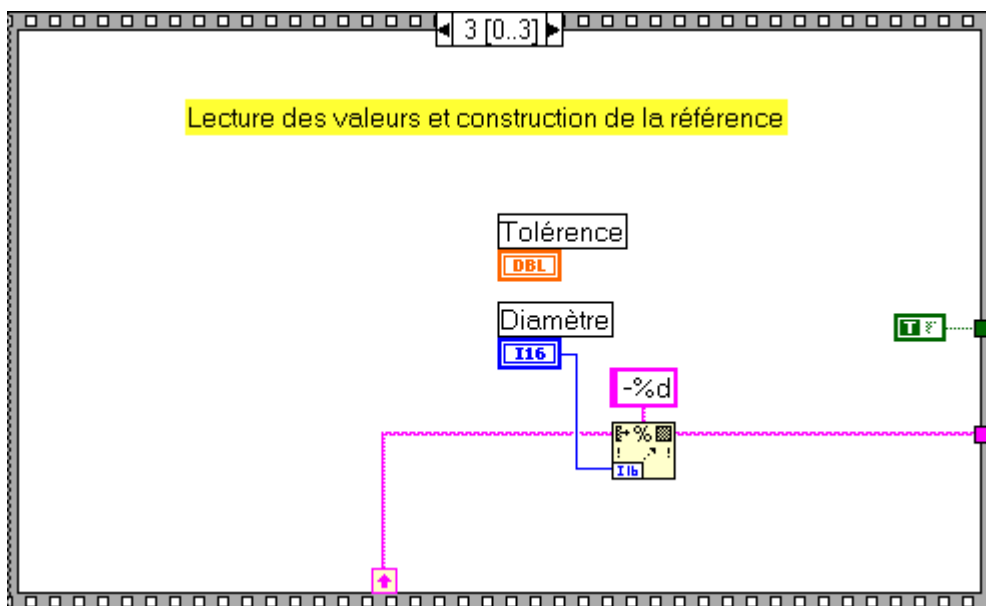 3 [0..3]
Lecture des valeurs et construction de la référence
Tolérence
DBL
Diamètre
I16
T
-%d
%
! !
I16